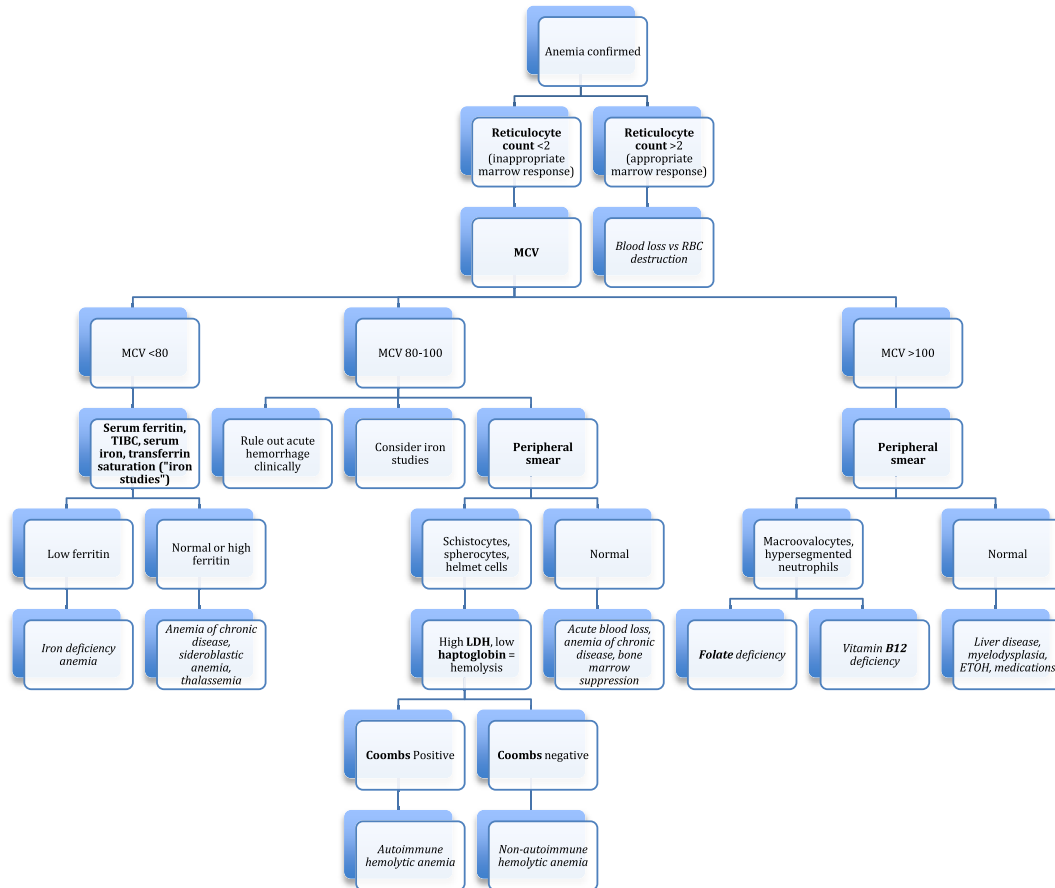 Anemia confirmed
Reticulocyte
count <2
(inappropriate
marrow response)
Reticulocyte
count >2
(appropriate
marrow response)
MCV
Blood loss vs RBC
destruction
MCV <80
MCV 80-100
MCV >100
Serum ferritin,
TIBC, serum
iron, transferrin
saturation ("iron
studies")
Rule out acute
hemorrhage
clinically
Consider iron
studies
Peripheral
smear
Peripheral
smear
Low ferritin
Normal or high
ferritin
Schistocytes,
spherocytes,
helmet cells
Normal
Macroovalocytes,
hypersegmented
neutrophils
Normal
Iron deficiency
anemia
Anemia of chronic
disease,
sideroblastic
anemia,
thalassemia
High LDH, low
haptoglobin =
hemolysis
Acute blood loss,
anemia of chronic
disease, bone
marrow
suppression
Folate deficiency
Vitamin B12
deficiency
Liver disease,
myelodysplasia,
ETOH, medications
Coombs Positive
Coombs negative
Autoimmune
hemolytic anemia
Non-autoimmune
hemolytic anemia